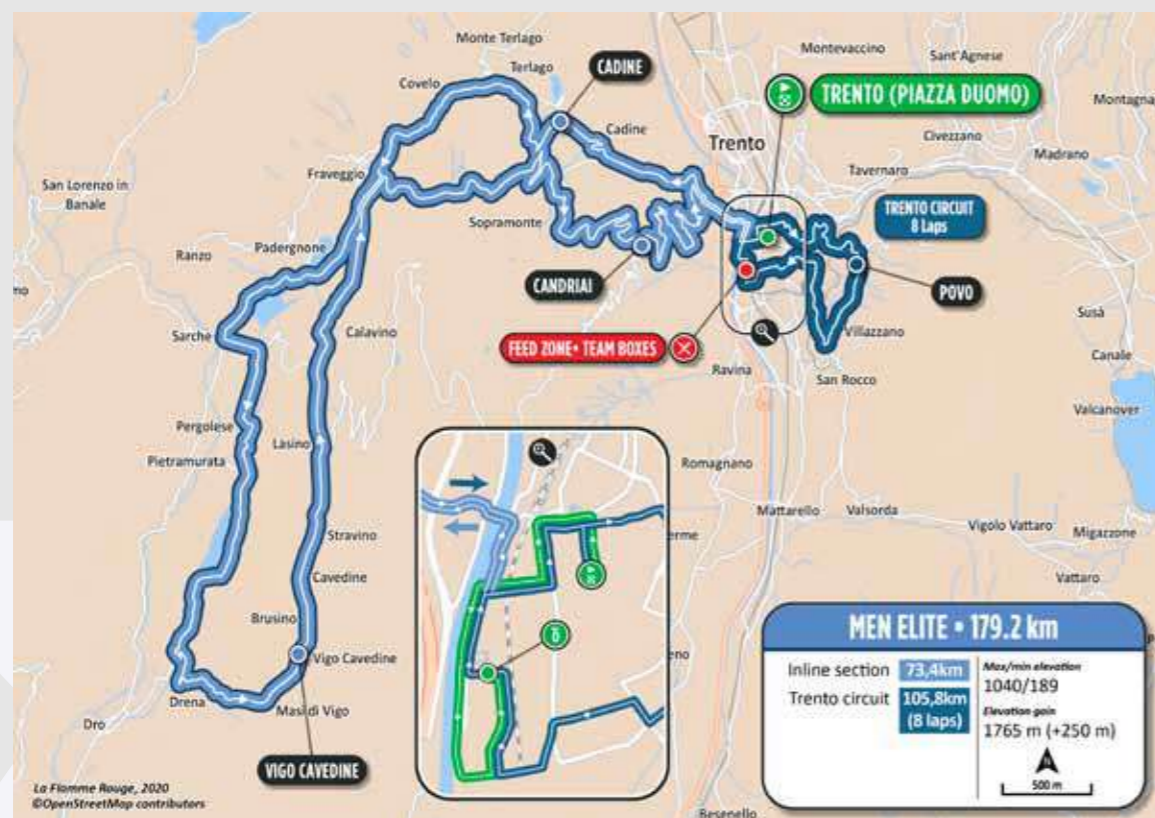 Monte Terlago
Montevaccino
Sant'Agnese
Terlago
CADINE
Covelo
TRENTO (PIAZZA DUOMO)
Montagna
Cadine
Civezzano
Trento
Madrano
Fraveggio
Tavernaro
San Lorenzo in
Banale
Sopramonte
TRENTO CIRCUIT
8 Laps
Padergnone
Ranzo
CANDRIAI
POVO
mo
Susà
Sarche
Calavino
Villazzano
FEED ZONE• TEAM BOXES
Canale
Ravina
San Rocco
Valcanover
Pergolese
Lasino
Pietramurata
Romagnano
Mattarello
Valsorda
Vigolo Vattaro
Migazzone
Stravino
erme
Cavedine
Vattaro
Brusino
MEN ELITE • 179.2 km
Vigo Cavedine
eno
Inline section 73,4km
Max/min elevation
1040/189
Drena
Masi di Vigo
Trento circuit 105,8km
(8 laps)
Elevation gain
1765 m (+250 m)
Dro
VIGO CAVEDINE
N
500 m
La Flamme Rouge, 2020
©OpenStreetMap contributors
Besenello